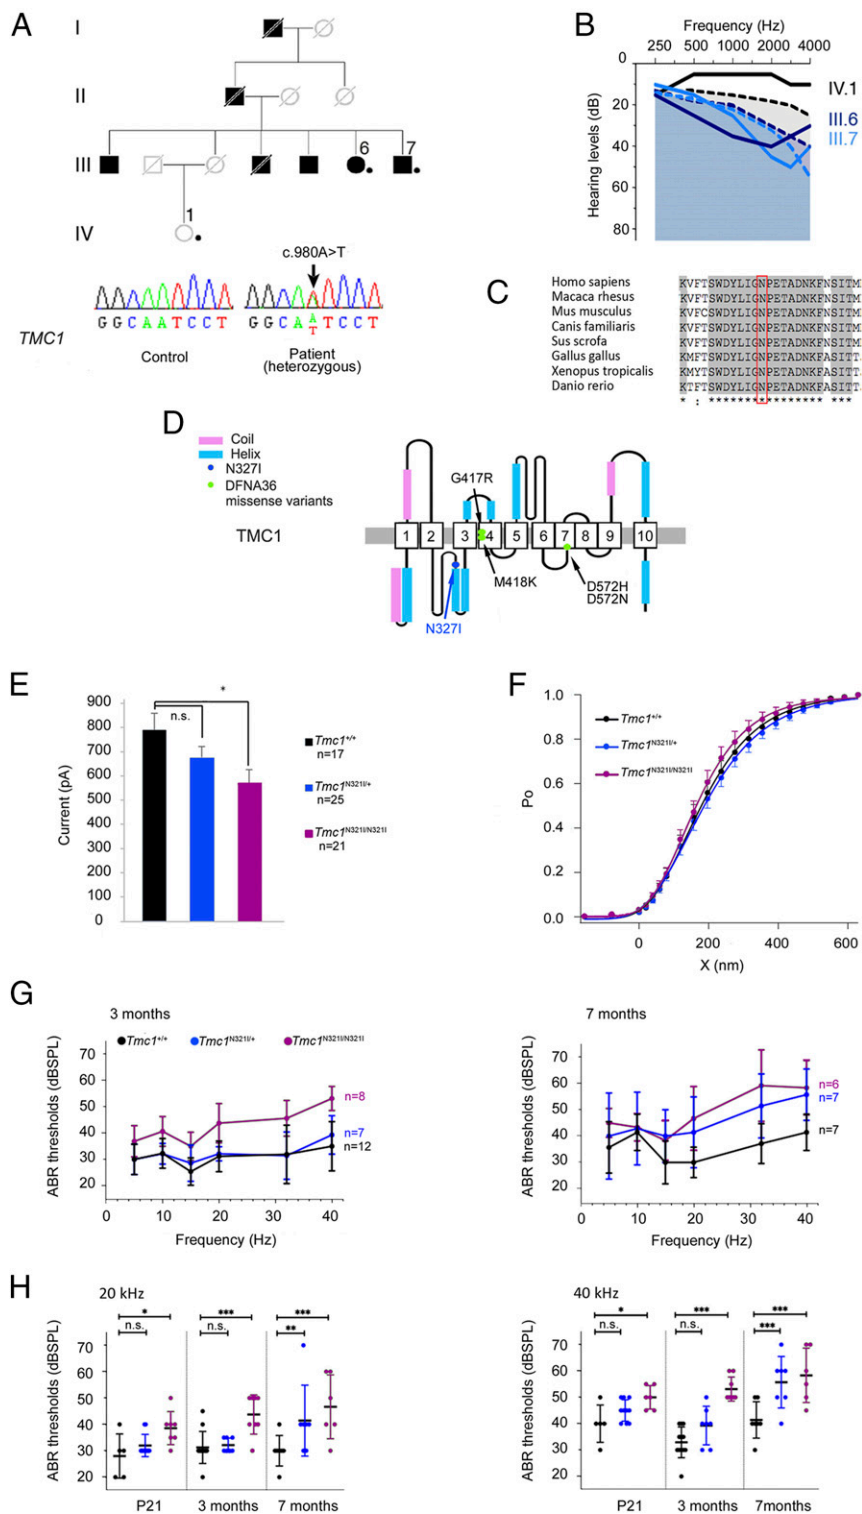 A
I
II
6
7
III
1
IV
c.980A>T
G G C A A T C C T
G G C A A T C C T
T
TMC1
Control
Patient
(heterozygous)
B
Frequency (Hz)
250 500 1000 2000 4000
0
20
40
60
80
Hearing levels (dB)
IV.1
III.6
III.7
C
Homo sapiens KVFTSWDYLIGNPETADNKFNSITM
Macaca rhesus KVFTSWDYLIGNPETADNKFNSITM
Mus musculus KVFCSWDYLIGNPETADNKFNSITM
Canis familiaris KVFTSWDYLIGNPETADNKFNSITM
Sus scrofa KVFTSWDYLIGNPETADNKFNSITM
Gallus gallus KMFTSWDYLIGNPETADNKFASITT
Xenopus tropicalis KMYTSWDYLIGNPETADNKFNSITT
Danio rerio KTFTSWDYLIGNPETADNKFASITT
* : ****************** ****
D
Coil
Helix
N327I
DFNA36
missense variants
TMC1
G417R
1 2 3 4 5 6 7 8 9 10
M418K
D572H
D572N
N327I
E
900
800
700
600
500
400
300
200
100
0
Current (pA)
*
n.s.
Tmc1+/+
n=17
Tmc1N321I/+
n=25
Tmc1N321I/N321I
n=21
F
1.0
0.8
0.6
0.4
0.2
0.0
Po
Tmc1+/+
Tmc1N321I/+
Tmc1N321I/N321I
0 200 400 600
X (nm)
G
3 months
Tmc1+/+ Tmc1N321I/+ Tmc1N321I/N321I
70
60
50
40
30
20
ABR thresholds (dBSPL)
n=8
n=7
n=12
0 10 20 30 40
Frequency (Hz)
7 months
70
60
50
40
30
20
ABR thresholds (dBSPL)
n=6
n=7
n=7
0 10 20 30 40
Frequency (Hz)
H
20 kHz
* *** ***
n.s. n.s. **
70
60
50
40
30
20
ABR thresholds (dBSPL)
P21 3 months 7 months
40 kHz
* *** ***
n.s. n.s. ***
70
60
50
40
30
20
ABR thresholds (dBSPL)
P21 3 months 7months